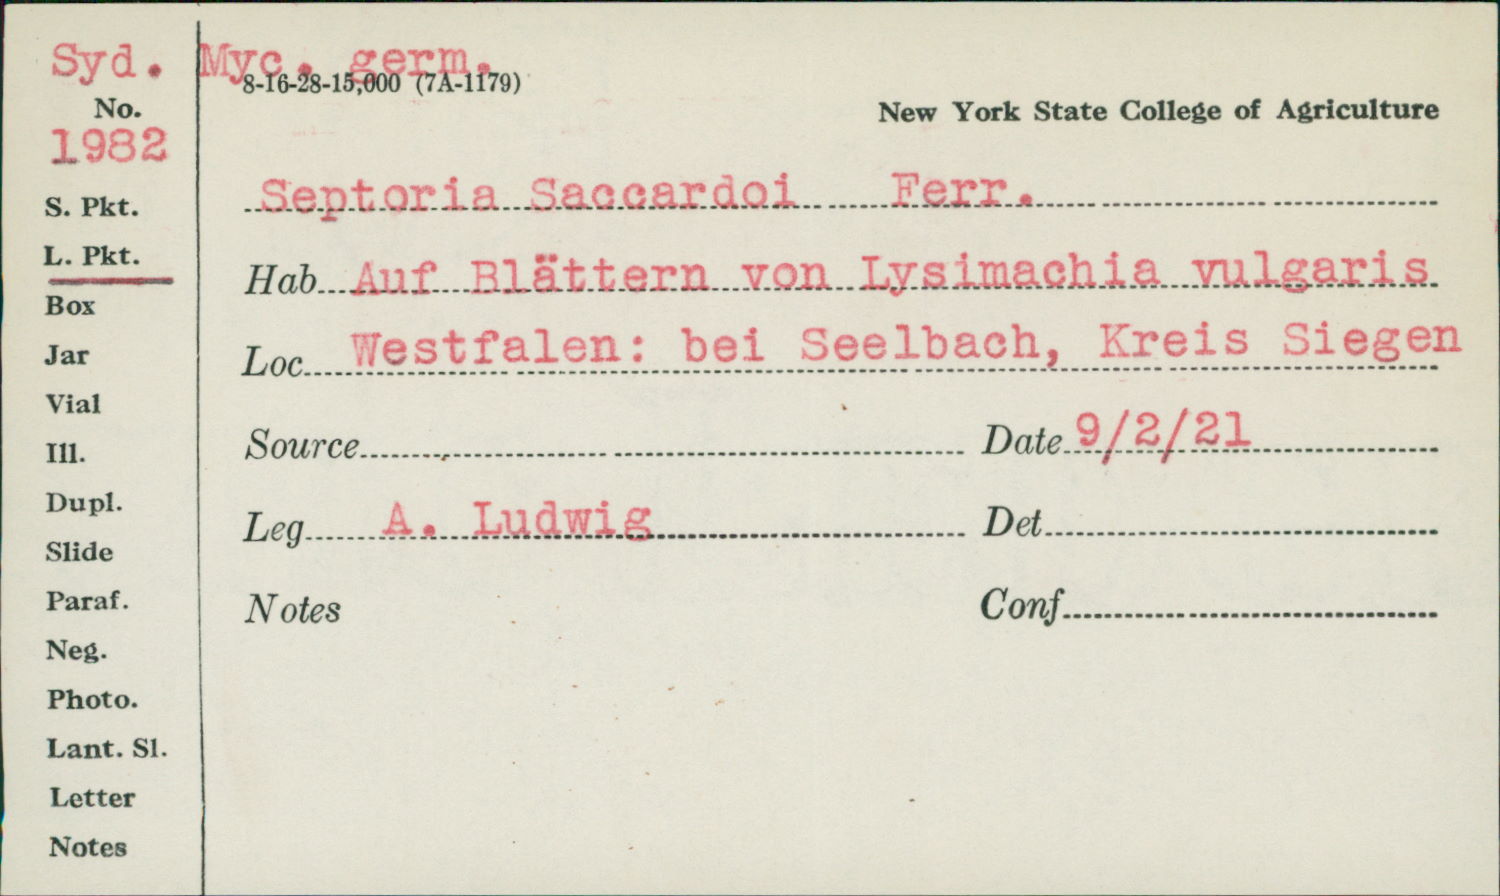 Syd. Myc. germ.
8-16-28-15,000 (7A-1179)
No.
New York State College of Agriculture
1982
Septoria Saccardoi Ferr.
S. Pkt.
L. Pkt.
Hab Auf Blättern von Lysimachia vulgaris
Box
Jar
Loc Westfalen: bei Seelbach, Kreis Siegen
Vial
Ill.
Source Date 9/2/21
Dupl.
Leg A. Ludwig Det
Slide
Paraf.
Notes Conf
Neg.
Photo.
Lant. Sl.
Letter
Notes